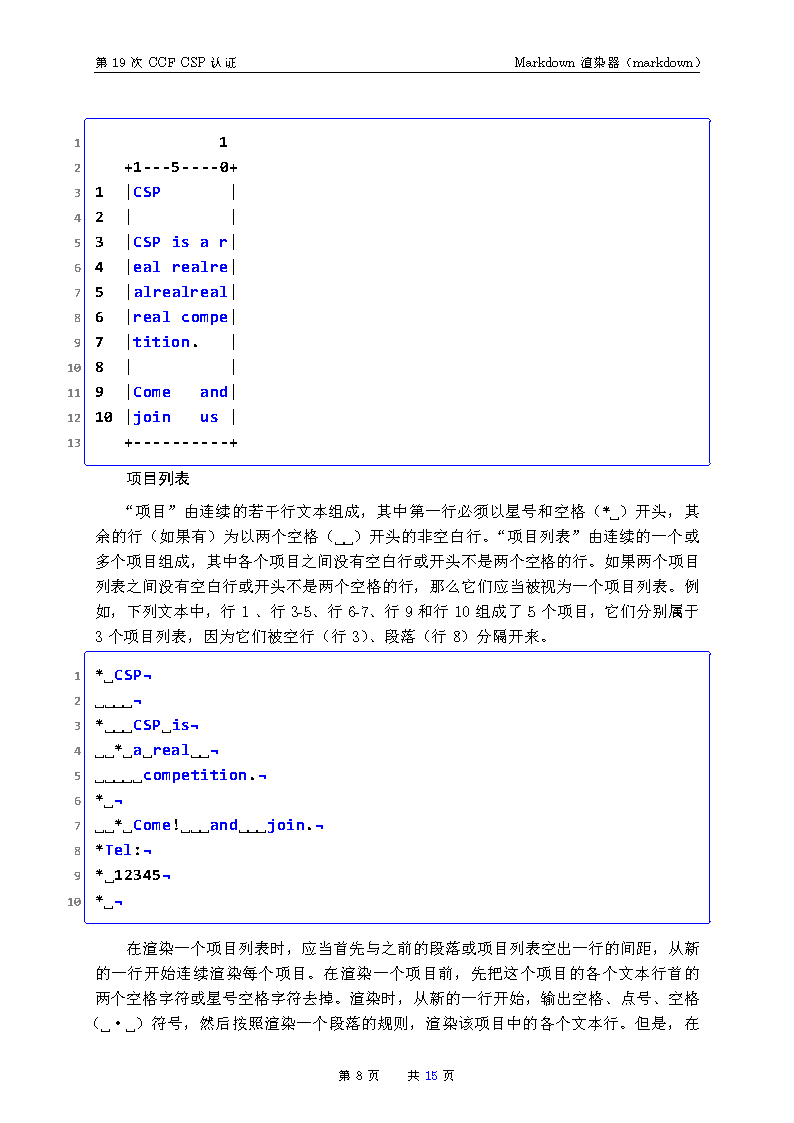 第 19 次 CCF CSP 认证 Markdown 渲染器（markdown）
1              1
2    +1---5----0+
3 1  |CSP       |
4 2  |          |
5 3  |CSP is a r|
6 4  |eal realre|
7 5  |alrealreal|
8 6  |real compe|
9 7  |tition.   |
10 8  |          |
11 9  |Come   and|
12 10 |join   us |
13    +----------+
项目列表
“项目”由连续的若干行文本组成，其中第一行必须以星号和空格（*␣）开头，其
余的行（如果有）为以两个空格（␣␣）开头的非空白行。“项目列表”由连续的一个或
多个项目组成，其中各个项目之间没有空白行或开头不是两个空格的行。如果两个项目
列表之间没有空白行或开头不是两个空格的行，那么它们应当被视为一个项目列表。例
如，下列文本中，行 1 、行 3-5、行 6-7、行 9 和行 10 组成了 5 个项目，它们分别属于
3 个项目列表，因为它们被空行（行 3）、段落（行 8）分隔开来。
1 *␣CSP¬
2 ␣␣␣␣¬
3 *␣␣␣CSP␣is¬
4 ␣␣*␣a␣real␣␣¬
5 ␣␣␣␣␣competition.¬
6 *␣¬
7 ␣␣*␣Come!␣␣␣and␣␣␣join.¬
8 *Tel:¬
9 *␣12345¬
10 *␣¬
在渲染一个项目列表时，应当首先与之前的段落或项目列表空出一行的间距，从新
的一行开始连续渲染每个项目。在渲染一个项目前，先把这个项目的各个文本行首的
两个空格字符或星号空格字符去掉。渲染时，从新的一行开始，输出空格、点号、空格
（␣·␣）符号，然后按照渲染一个段落的规则，渲染该项目中的各个文本行。但是，在
第 8 页 共 15 页